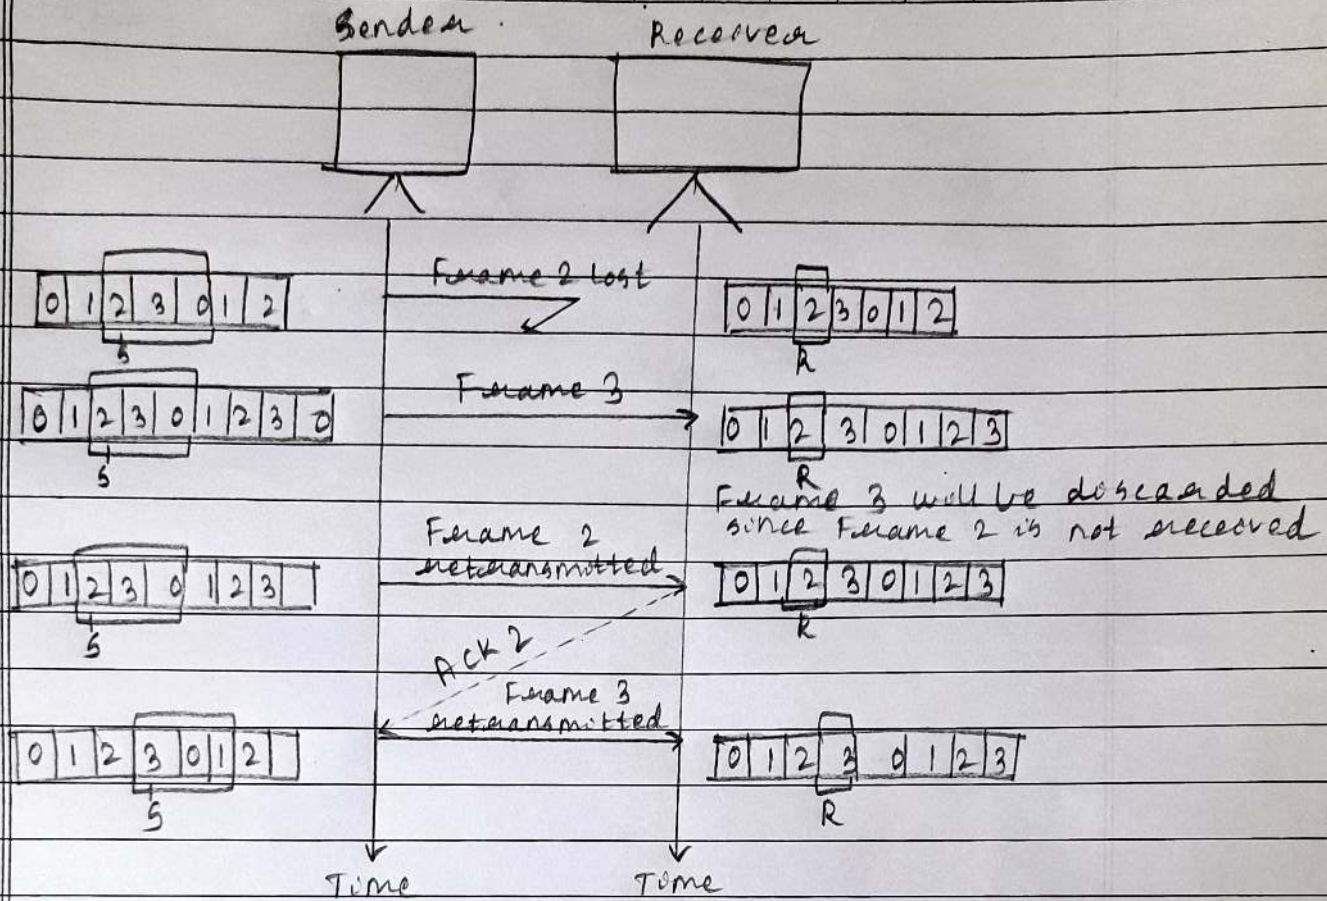 Sender Receiver
Frame 2 lost
0 1 2 3 0 1 2
0 1 2 3 0 1 2
S
R
Frame 3
0 1 2 3 0 1 2 3 0
0 1 2 3 0 1 2 3
S
R
Frame 3 will be discarded
since Frame 2 is not received
Frame 2
retransmitted
0 1 2 3 0 1 2 3
0 1 2 3 0 1 2 3
S
R
ACK 2
Frame 3
retransmitted
0 1 2 3 0 1 2
0 1 2 3 0 1 2 3
S
R
Time Time